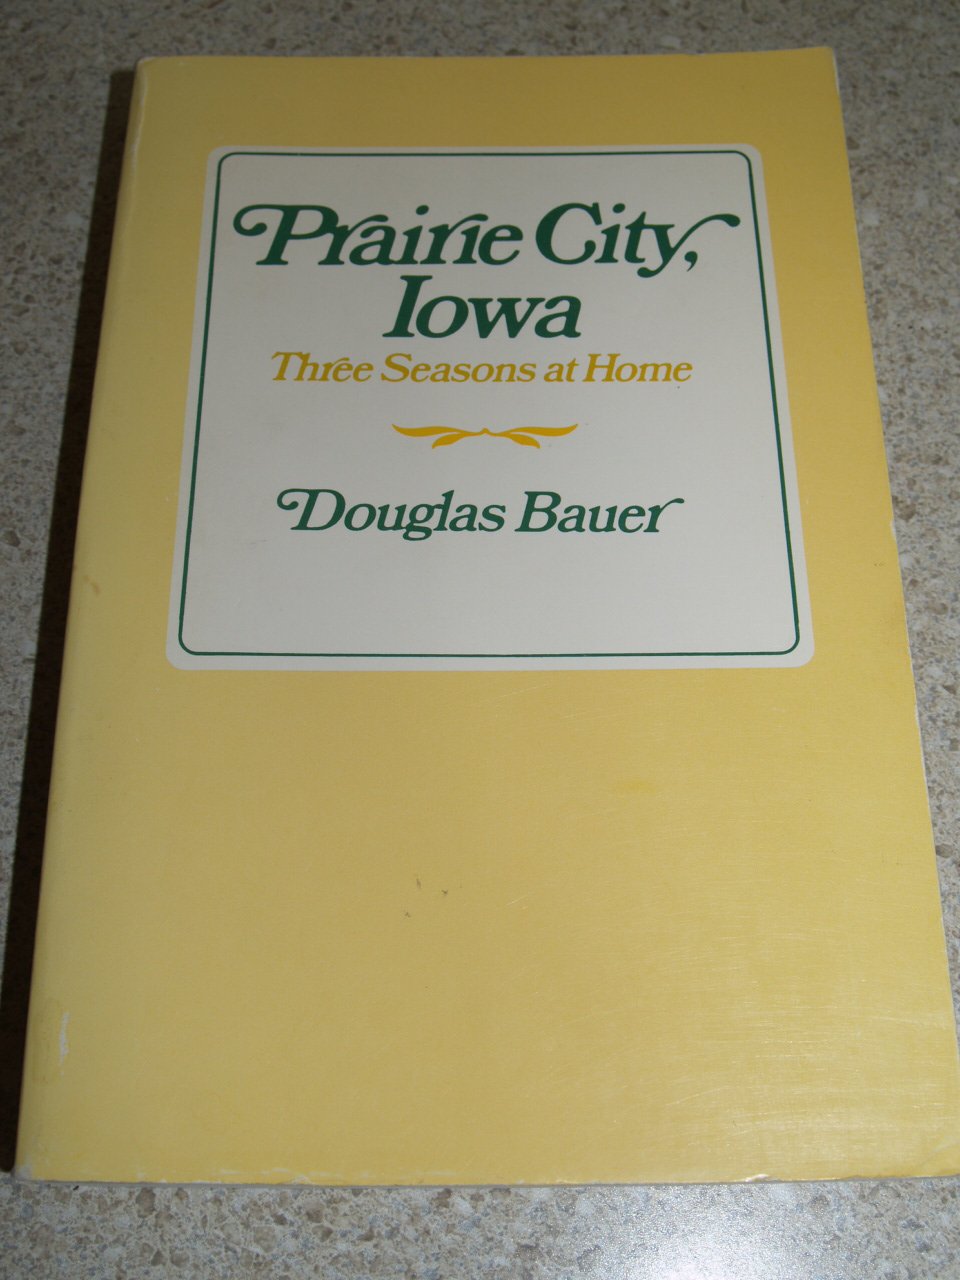 Prairie City,
Iowa
Three Seasons at Home
Douglas Bauer